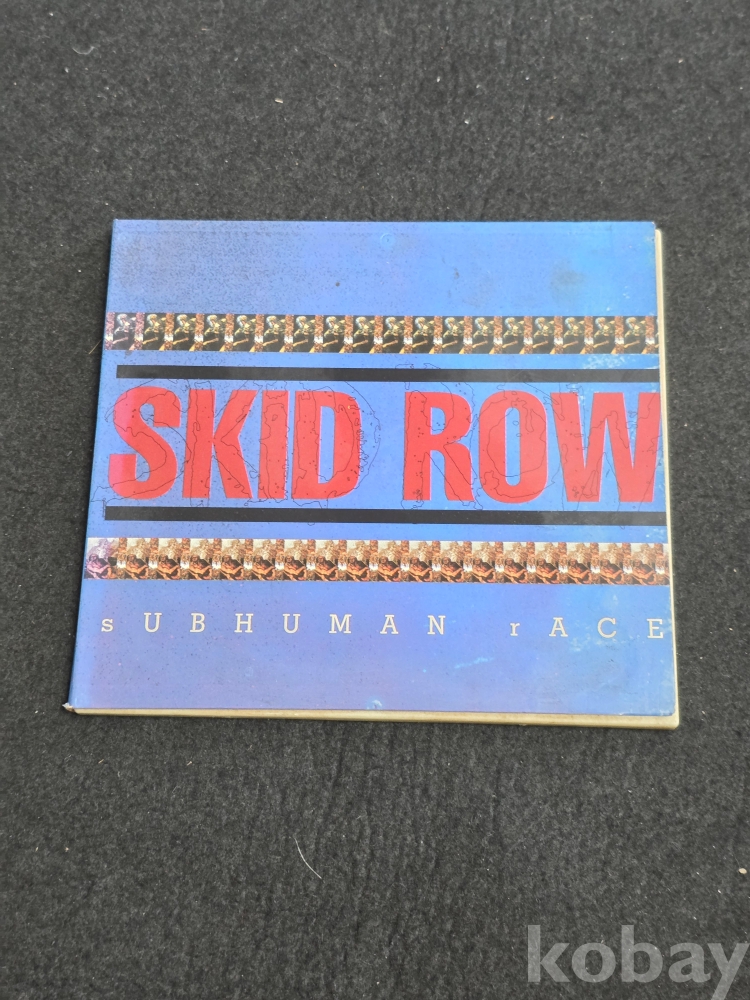 SKID ROW
sUBHUMAN rACE
kobay